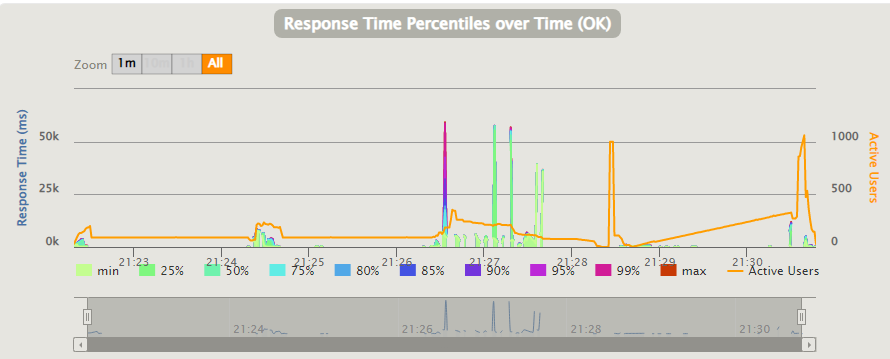 Response Time Percentiles over Time (OK)
Zoom 1m 10m 1h All
Response Time (ms)
50k
25k
0k
1000
500
0
Active Users
21:23 21:24 21:25 21:26 21:27 21:28 21:29 21:30
min 25% 50% 75% 80% 85% 90% 95% 99% max Active Users
21:24 21:26 21:28 21:30